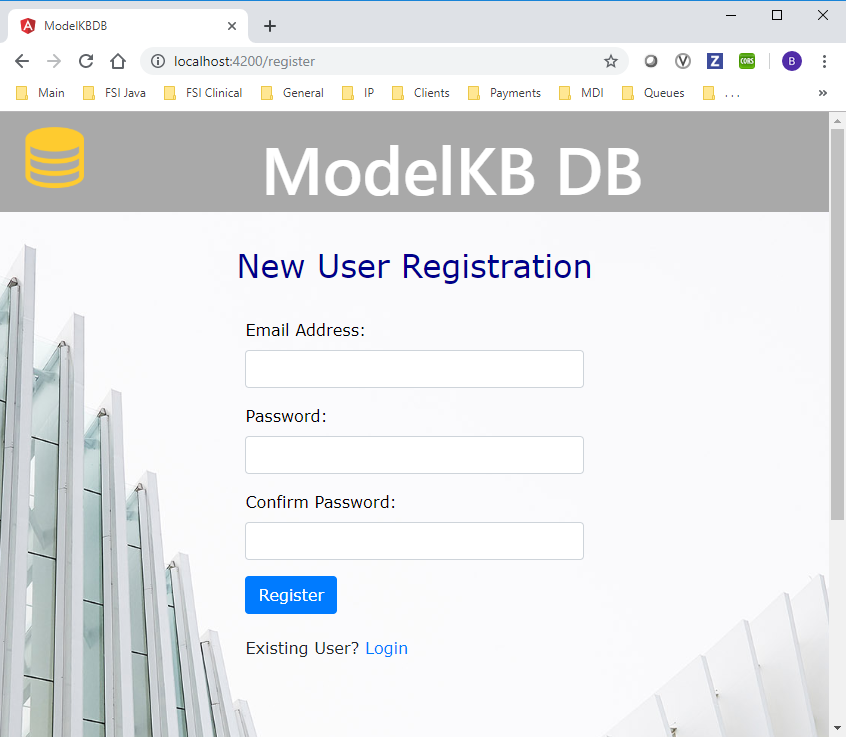 ModelKBDB
localhost:4200/register
V
Z
CORS
B
Main FSI Java FSI Clinical General IP Clients Payments MDI Queues . . .
ModelKB DB
New User Registration
Email Address:
Password:
Confirm Password:
Register
Existing User? Login